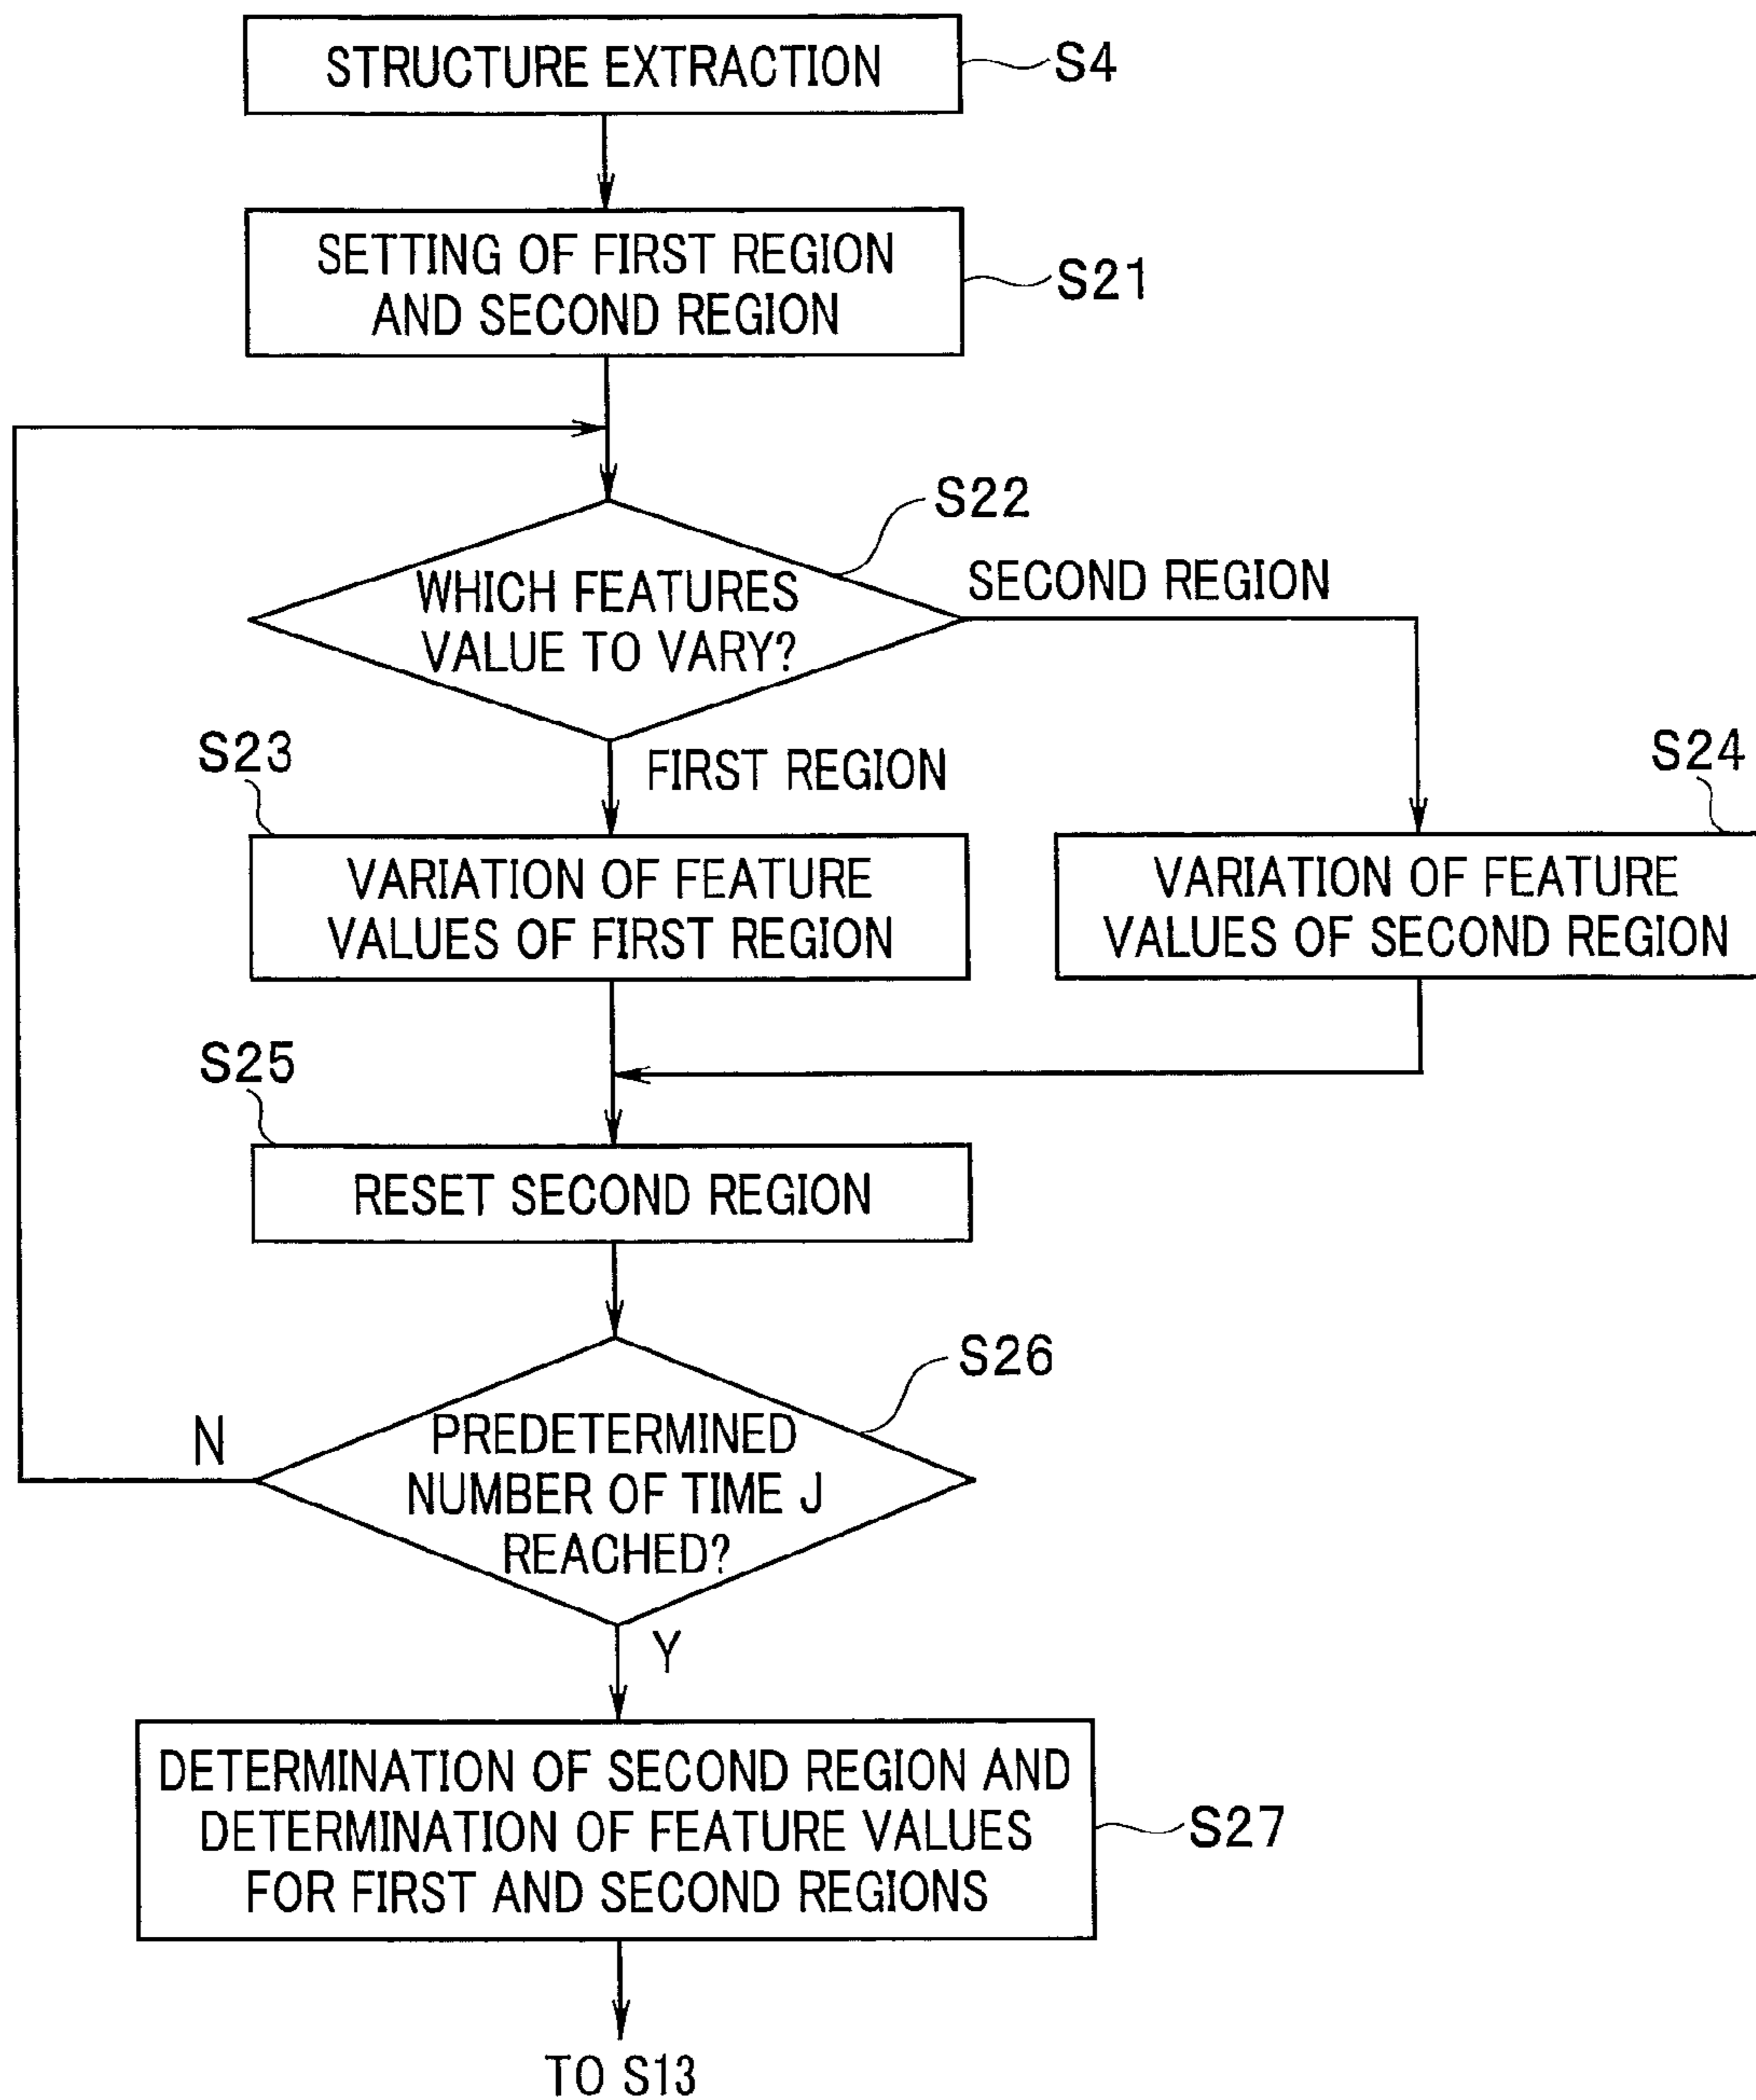 STRUCTURE EXTRACTION
S4
SETTING OF FIRST REGION
AND SECOND REGION
S21
S22
WHICH FEATURES
VALUE TO VARY?
SECOND REGION
FIRST REGION
S23
VARIATION OF FEATURE
VALUES OF FIRST REGION
S24
VARIATION OF FEATURE
VALUES OF SECOND REGION
S25
RESET SECOND REGION
S26
PREDETERMINED
NUMBER OF TIME J
REACHED?
N
Y
DETERMINATION OF SECOND REGION AND
DETERMINATION OF FEATURE VALUES
FOR FIRST AND SECOND REGIONS
S27
TO S13